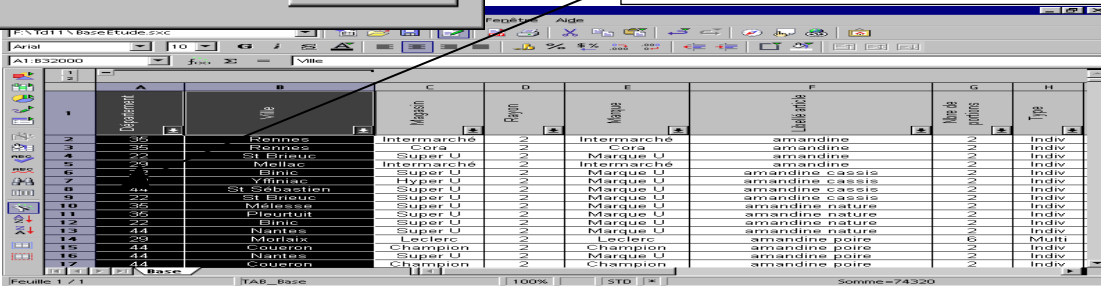 Fenêtre Aide
F:\Td11\BaseEtude.sxc
Arial 10 G i S A
A1:B32000 f(x) Σ = Ville
1 2
A B C D E F G H
1 Département Ville Magasin Rayon Marque Libellé article Nbre de portions Type
2 35 Rennes Intermarché 2 Intermarché amandine 2 Indiv
3 35 Rennes Cora 2 Cora amandine 2 Indiv
4 22 St Brieuc Super U 2 Marque U amandine 2 Indiv
5 29 Mellac Intermarché 2 Intermarché amandine 2 Indiv
6 Binic Super U 2 Marque U amandine cassis 2 Indiv
7 Yffiniac Hyper U 2 Marque U amandine cassis 2 Indiv
8 44 St Sébastien Super U 2 Marque U amandine cassis 2 Indiv
9 22 St Brieuc Super U 2 Marque U amandine cassis 2 Indiv
10 35 Mélesse Super U 2 Marque U amandine nature 2 Indiv
11 35 Pleurtuit Super U 2 Marque U amandine nature 2 Indiv
12 22 Binic Super U 2 Marque U amandine nature 2 Indiv
13 44 Nantes Super U 2 Marque U amandine nature 2 Indiv
14 29 Morlaix Leclerc 2 Leclerc amandine poire 6 Multi
15 44 Coueron Champion 2 Champion amandine poire 2 Indiv
16 44 Nantes Super U 2 Marque U amandine poire 2 Indiv
17 44 Coueron Champion 2 Champion amandine poire 2 Indiv
Base
Feuille 1 / 1 TAB_Base 100% STD * Somme=74320